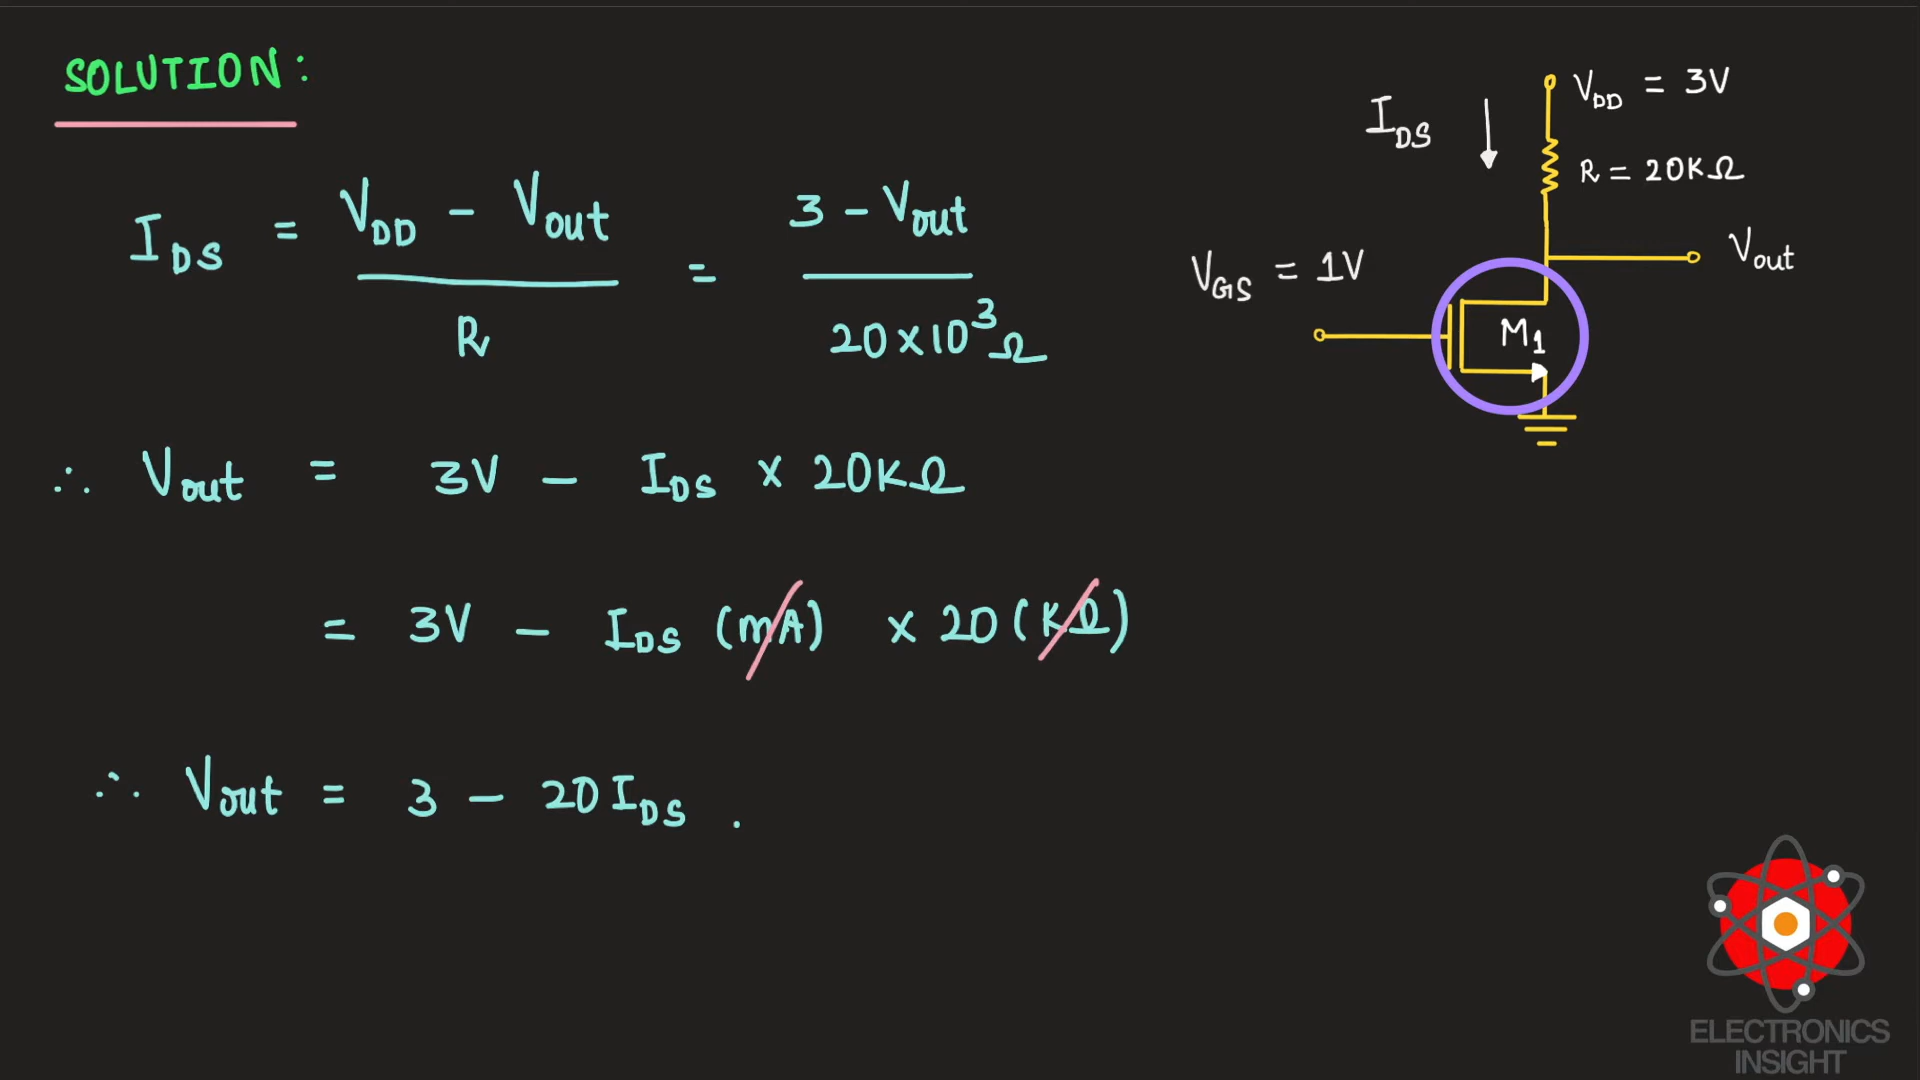 SOLUTION:
I_DS = (V_DD - V_out) / R = (3 - V_out) / (20 × 10³ Ω)
∴ V_out = 3V - I_DS × 20KΩ
= 3V - I_DS (mA) × 20 (KΩ)
∴ V_out = 3 - 20 I_DS .
I_DS
V_DD = 3V
R = 20KΩ
V_out
V_GS = 1V
M_1
ELECTRONICS
INSIGHT